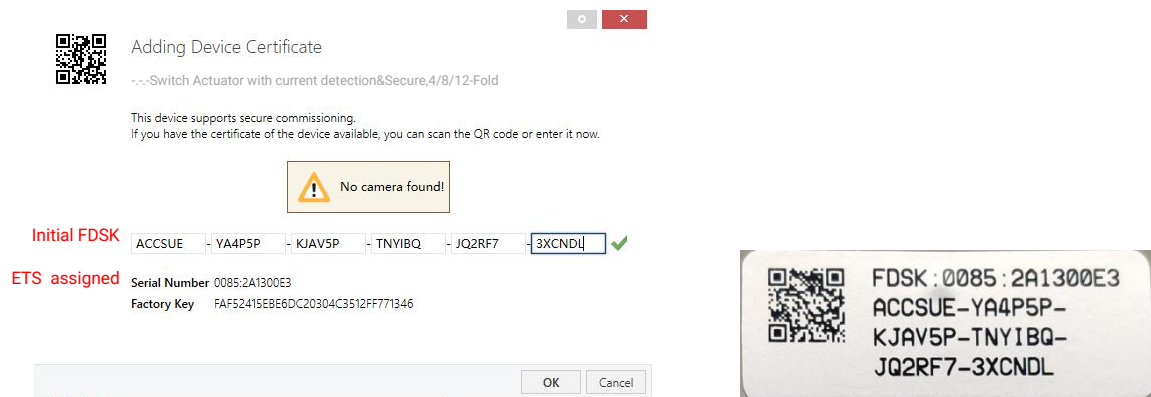 Adding Device Certificate
-.-.-Switch Actuator with current detection&Secure,4/8/12-Fold
This device supports secure commissioning.
If you have the certificate of the device available, you can scan the QR code or enter it now.
No camera found!
Initial FDSK ACCSUE - YA4P5P - KJAV5P - TNYIBQ - JQ2RF7 - 3XCNDL
ETS assigned
Serial Number 0085:2A1300E3
Factory Key FAF52415EBE6DC20304C3512FF771346
OK Cancel
FDSK:0085:2A1300E3
ACCSUE-YA4P5P-
KJAV5P-TNYIBQ-
JQ2RF7-3XCNDL